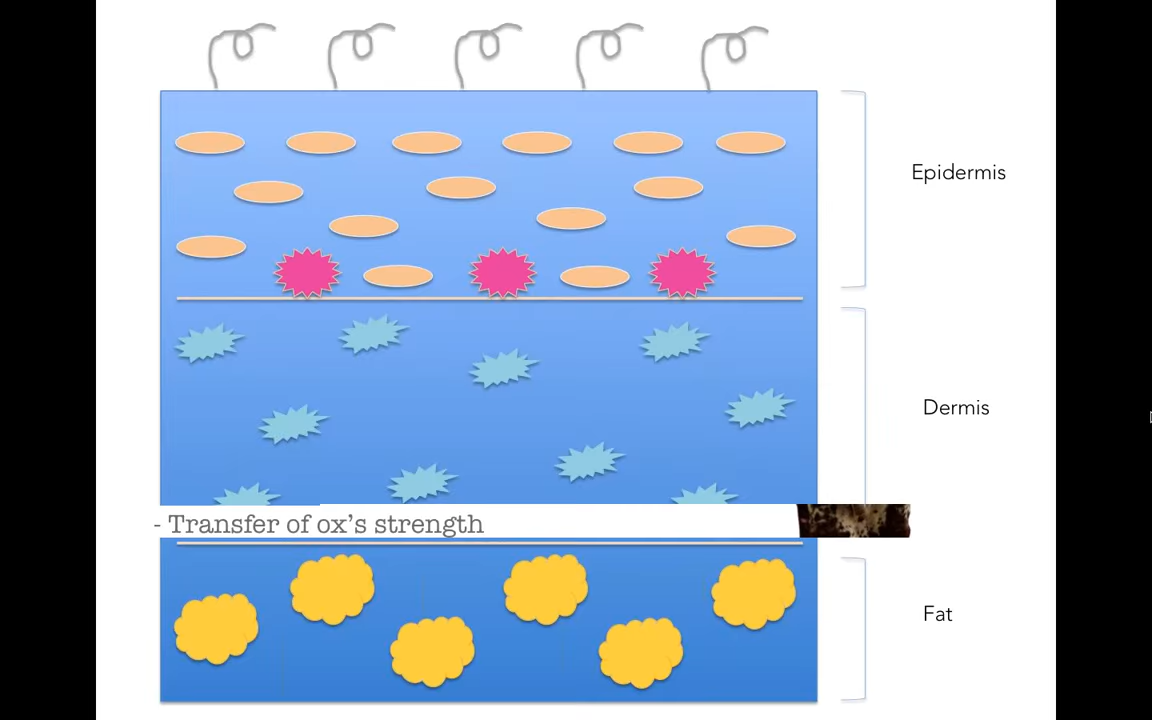 Epidermis
Dermis
- Transfer of ox's strength
Fat